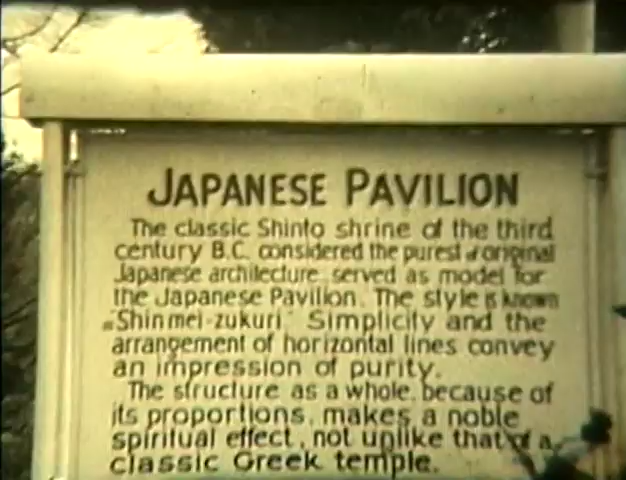 JAPANESE PAVILION
The classic Shinto shrine of the third
century B.C. considered the purest of original
Japanese architecture served as model for
the Japanese Pavilion. The style is known
as "Shinmei-zukuri." Simplicity and the
arrangement of horizontal lines convey
an impression of purity.
The structure as a whole, because of
its proportions, makes a noble
spiritual effect, not unlike that of a
classic Greek temple.